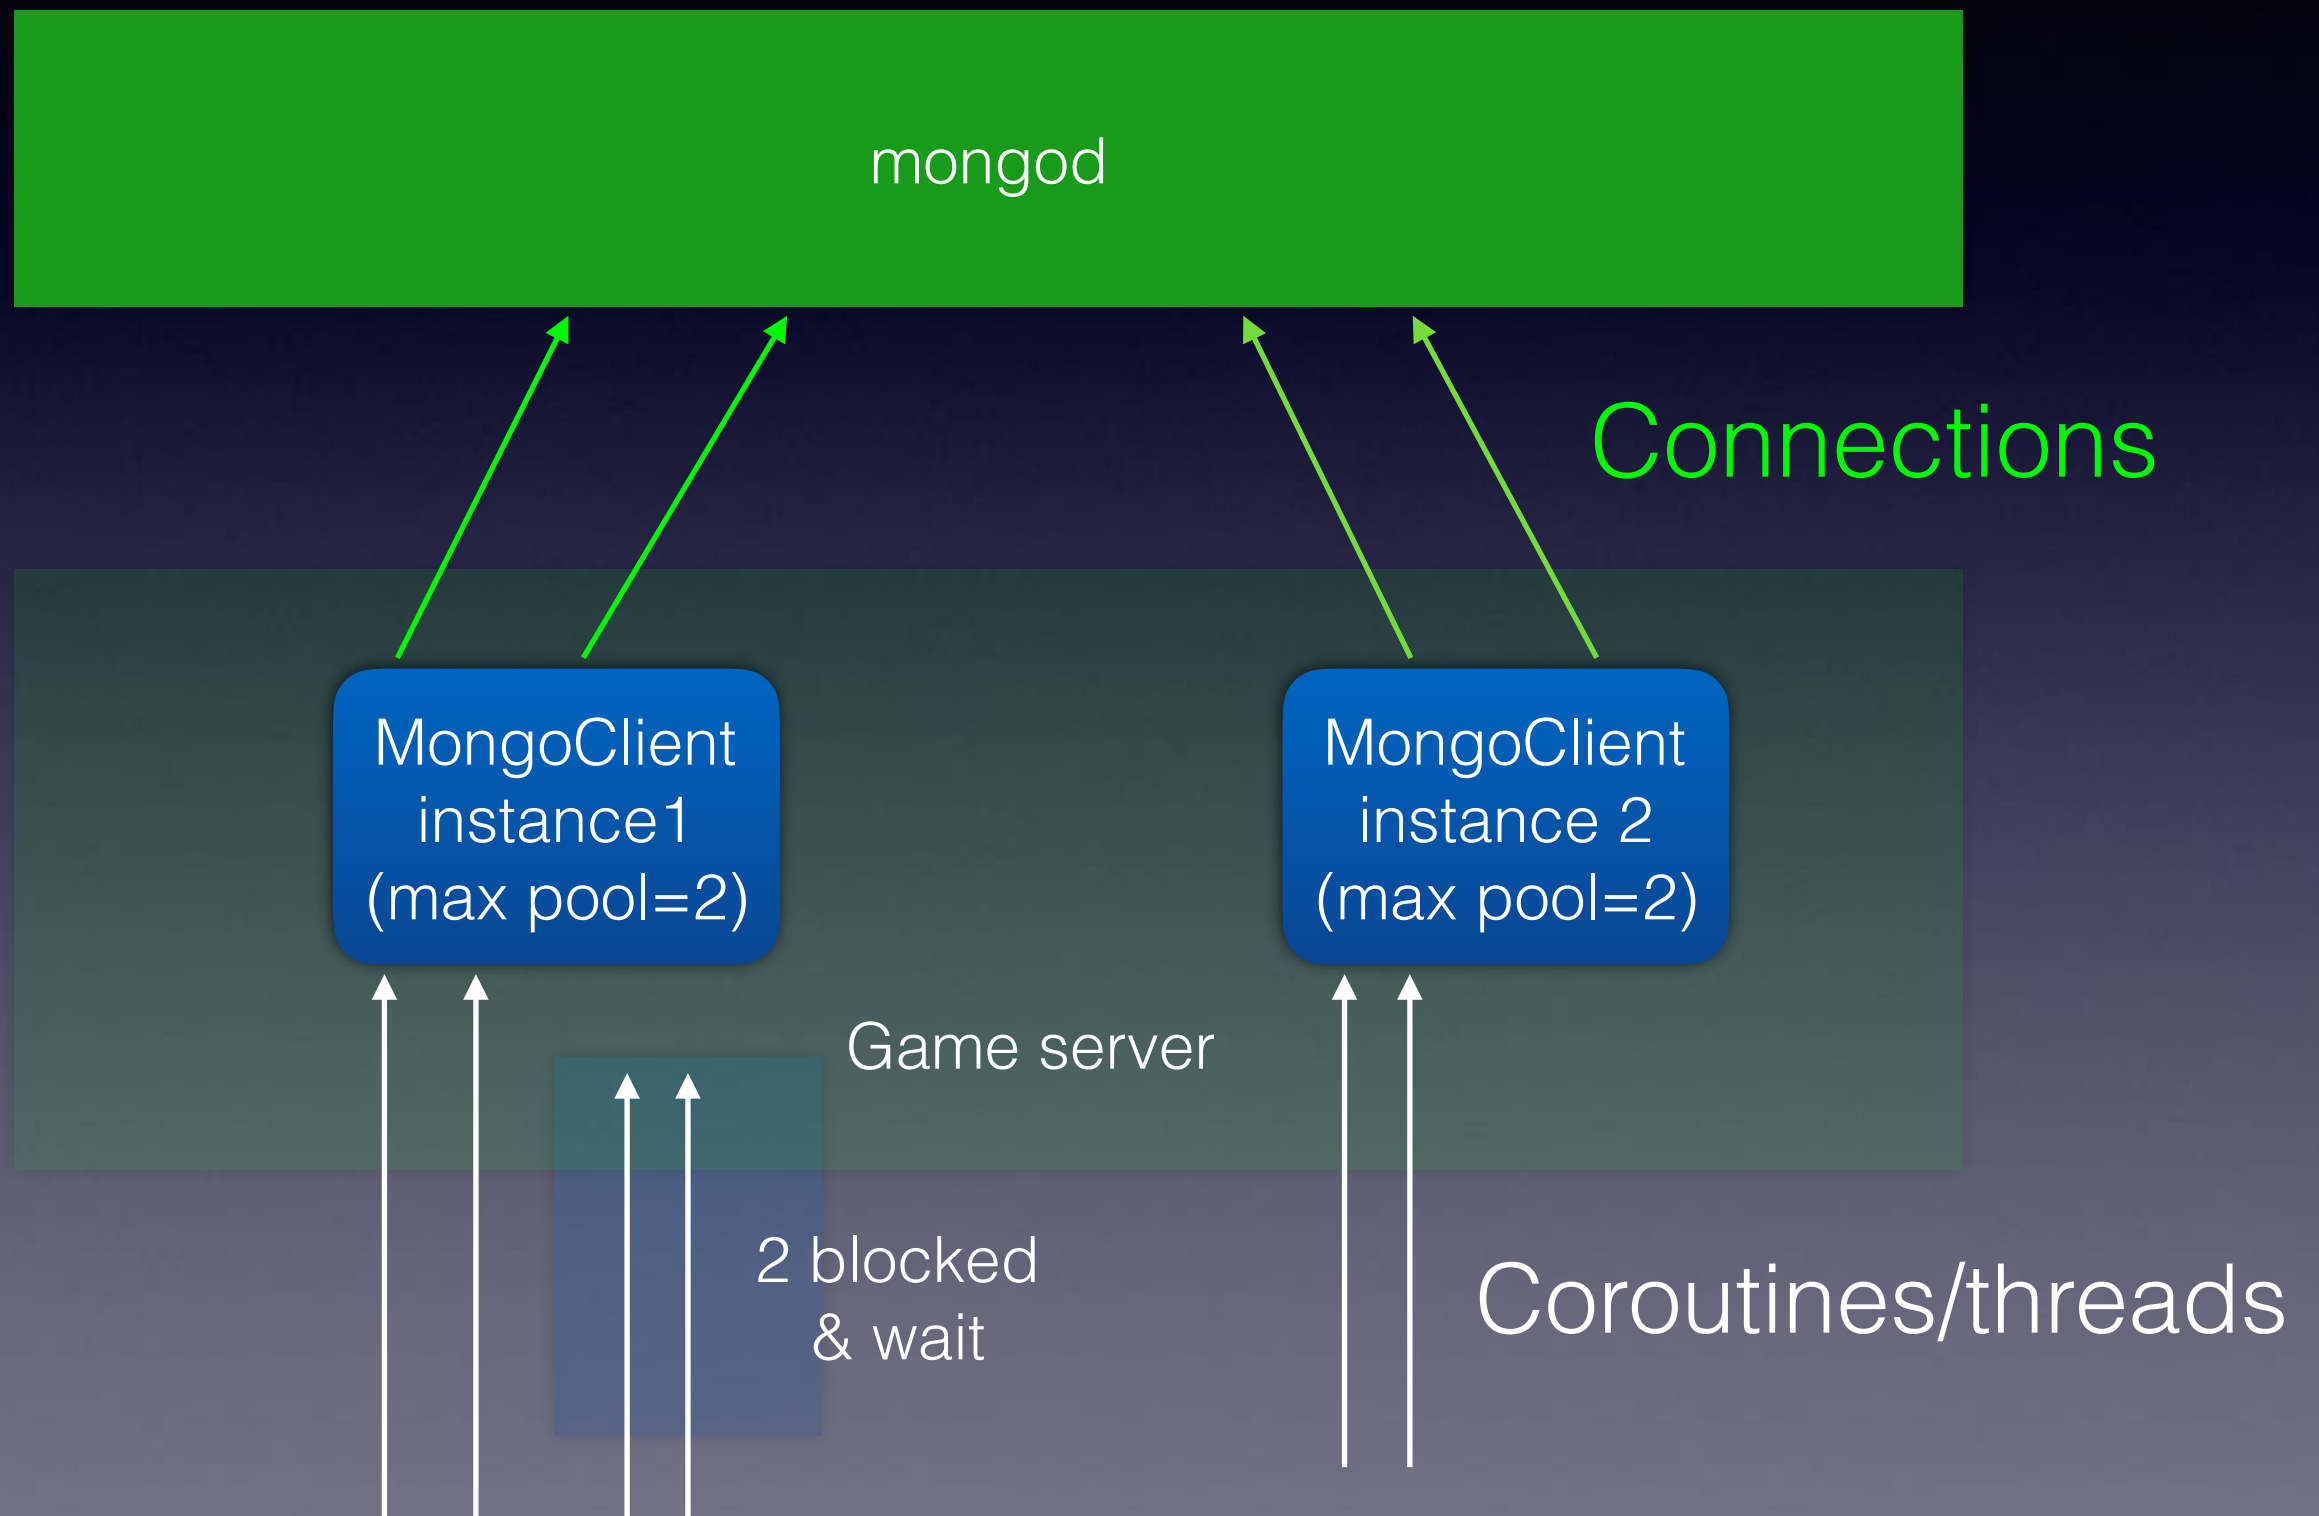 mongod
Connections
MongoClient
instance1
(max pool=2)
MongoClient
instance 2
(max pool=2)
Game server
2 blocked
& wait
Coroutines/threads